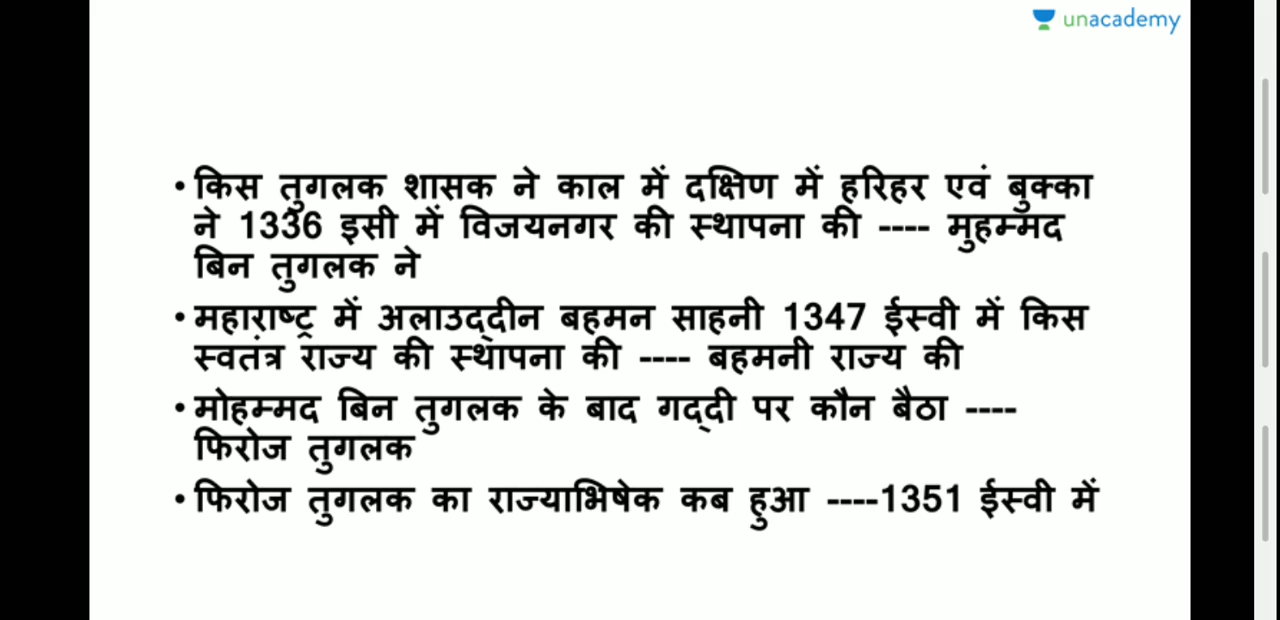 unacademy
• किस तुगलक शासक ने काल में दक्षिण में हरिहर एवं बुक्का
ने 1336 इसी में विजयनगर की स्थापना की ---- मुहम्मद
बिन तुगलक ने
• महाराष्ट्र में अलाउद्दीन बहमन साहनी 1347 ईस्वी में किस
स्वतंत्र राज्य की स्थापना की ---- बहमनी राज्य की
• मोहम्मद बिन तुगलक के बाद गद्दी पर कौन बैठा ----
फिरोज तुगलक
• फिरोज तुगलक का राज्याभिषेक कब हुआ ----1351 ईस्वी में